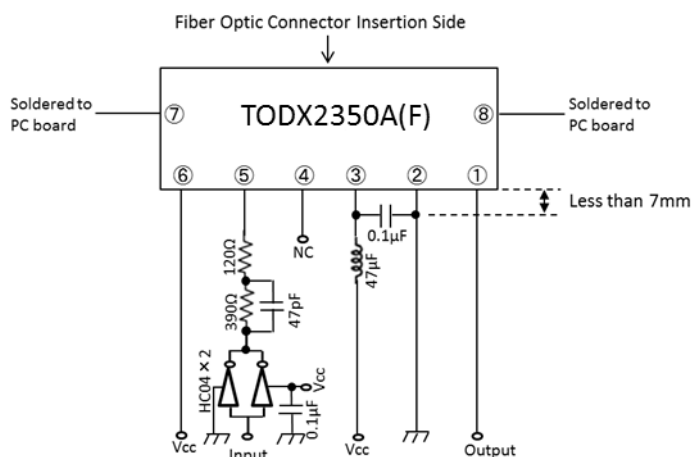 Fiber Optic Connector Insertion Side
Soldered to
PC board
⑦
TODX2350A(F)
⑧
Soldered to
PC board
⑥
⑤
④
③
②
①
Less than 7mm
0.1μF
NC
120Ω
47μF
390Ω
47pF
HC04×2
Vcc
0.1μF
Vcc
Input
Vcc
Output